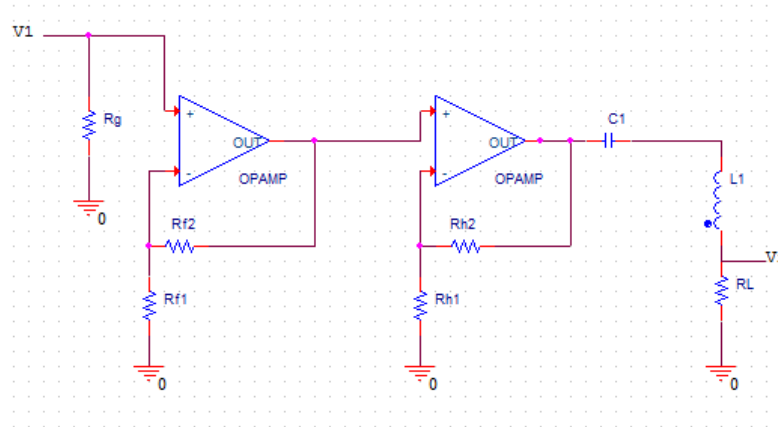 V1
Rg
0
+
-
OUT
OPAMP
Rf2
Rf1
0
+
-
OUT
OPAMP
Rh2
Rh1
0
C1
L1
V
RL
0